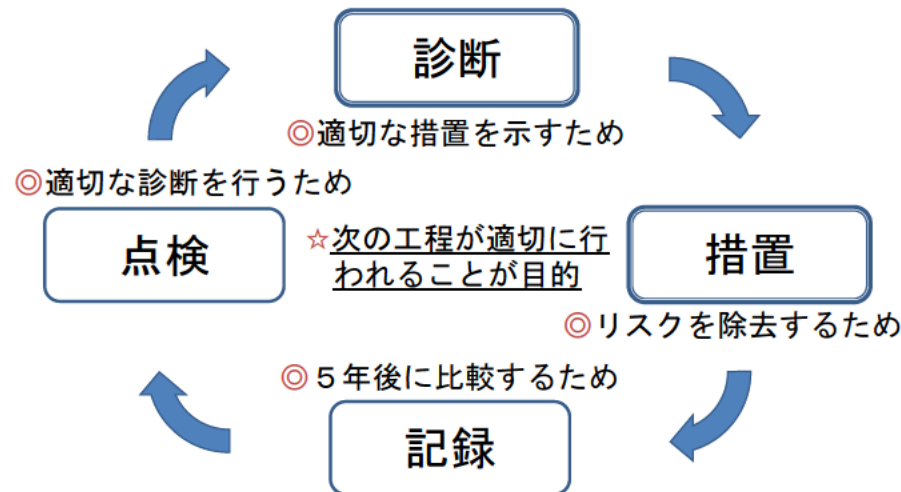 診断
◎適切な措置を示すため
◎適切な診断を行うため
点検
☆次の工程が適切に行
われることが目的
措置
◎リスクを除去するため
◎５年後に比較するため
記録